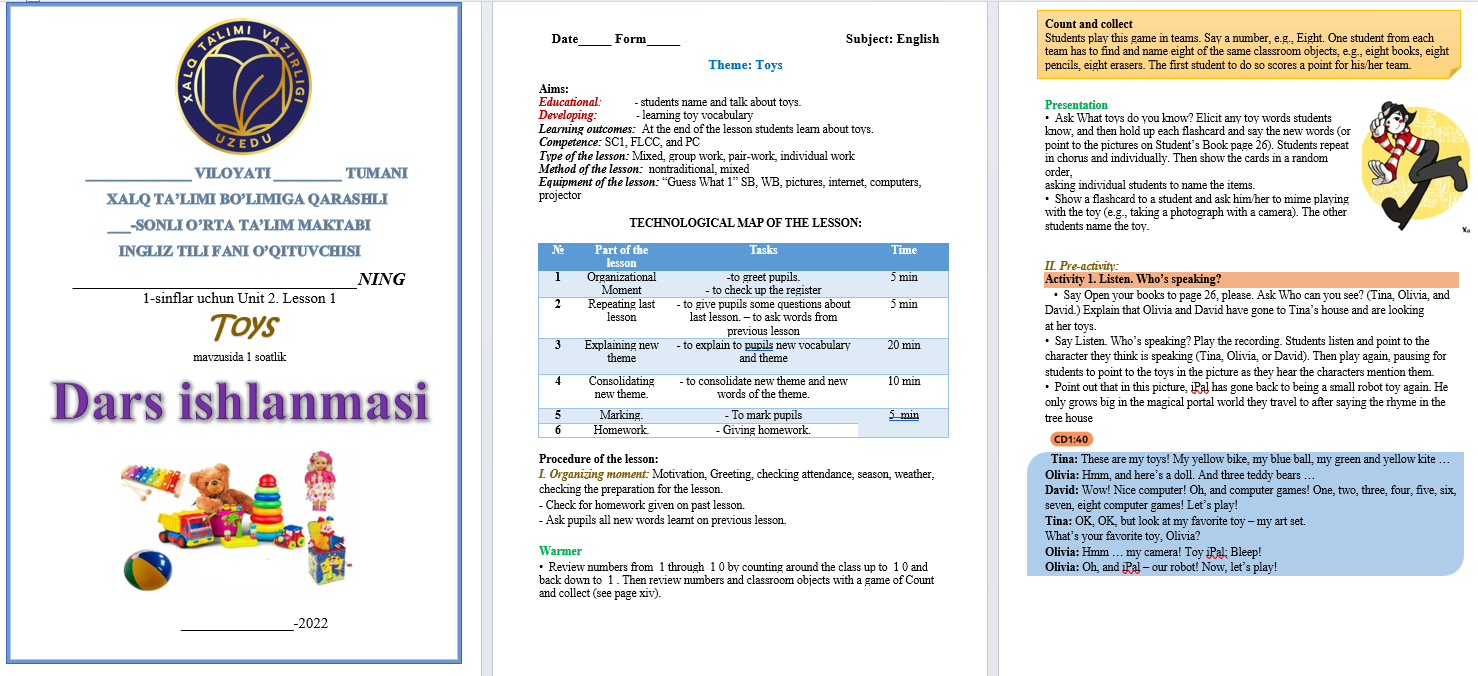 XALQ TA'LIMI VAZIRLIGI
UZEDU
_____________ VILOYATI _________ TUMANI
XALQ TA'LIMI BO'LIMIGA QARASHLI
___-SONLI O'RTA TA'LIM MAKTABI
INGLIZ TILI FANI O'QITUVCHISI
______________________________NING
1-sinflar uchun Unit 2. Lesson 1
TOYS
mavzusida 1 soatlik
Dars ishlanmasi
________________-2022
Date_____ Form_____ Subject: English
Theme: Toys
Aims:
Educational: - students name and talk about toys.
Developing: - learning toy vocabulary
Learning outcomes: At the end of the lesson students learn about toys.
Competence: SC1, FLCC, and PC
Type of the lesson: Mixed, group work, pair-work, individual work
Method of the lesson: nontraditional, mixed
Equipment of the lesson: “Guess What 1” SB, WB, pictures, internet, computers,
projector
TECHNOLOGICAL MAP OF THE LESSON:
№ Part of the lesson Tasks Time
1 Organizational Moment -to greet pupils. - to check up the register 5 min
2 Repeating last lesson - to give pupils some questions about last lesson. – to ask words from previous lesson 5 min
3 Explaining new theme - to explain to pupils new vocabulary and theme 20 min
4 Consolidating new theme. - to consolidate new theme and new words of the theme. 10 min
5 Marking. - To mark pupils 5 min
6 Homework. - Giving homework.
Procedure of the lesson:
I. Organizing moment: Motivation, Greeting, checking attendance, season, weather,
checking the preparation for the lesson.
- Check for homework given on past lesson.
- Ask pupils all new words learnt on previous lesson.
Warmer
• Review numbers from 1 through 1 0 by counting around the class up to 1 0 and
back down to 1 . Then review numbers and classroom objects with a game of Count
and collect (see page xiv).
Count and collect
Students play this game in teams. Say a number, e.g., Eight. One student from each
team has to find and name eight of the same classroom objects, e.g., eight books, eight
pencils, eight erasers. The first student to do so scores a point for his/her team.
Presentation
• Ask What toys do you know? Elicit any toy words students
know, and then hold up each flashcard and say the new words (or
point to the pictures on Student’s Book page 26). Students repeat
in chorus and individually. Then show the cards in a random
order,
asking individual students to name the items.
• Show a flashcard to a student and ask him/her to mime playing
with the toy (e.g., taking a photograph with a camera). The other
students name the toy.
II. Pre-activity:
Activity 1. Listen. Who’s speaking?
• Say Open your books to page 26, please. Ask Who can you see? (Tina, Olivia, and
David.) Explain that Olivia and David have gone to Tina’s house and are looking
at her toys.
• Say Listen. Who’s speaking? Play the recording. Students listen and point to the
character they think is speaking (Tina, Olivia, or David). Then play again, pausing for
students to point to the toys in the picture as they hear the characters mention them.
• Point out that in this picture, iPal has gone back to being a small robot toy again. He
only grows big in the magical portal world they travel to after saying the rhyme in the
tree house
CD1:40
Tina: These are my toys! My yellow bike, my blue ball, my green and yellow kite …
Olivia: Hmm, and here’s a doll. And three teddy bears …
David: Wow! Nice computer! Oh, and computer games! One, two, three, four, five, six,
seven, eight computer games! Let’s play!
Tina: OK, OK, but look at my favorite toy – my art set.
What’s your favorite toy, Olivia?
Olivia: Hmm … my camera! Toy iPal: Bleep!
Olivia: Oh, and iPal – our robot! Now, let’s play!